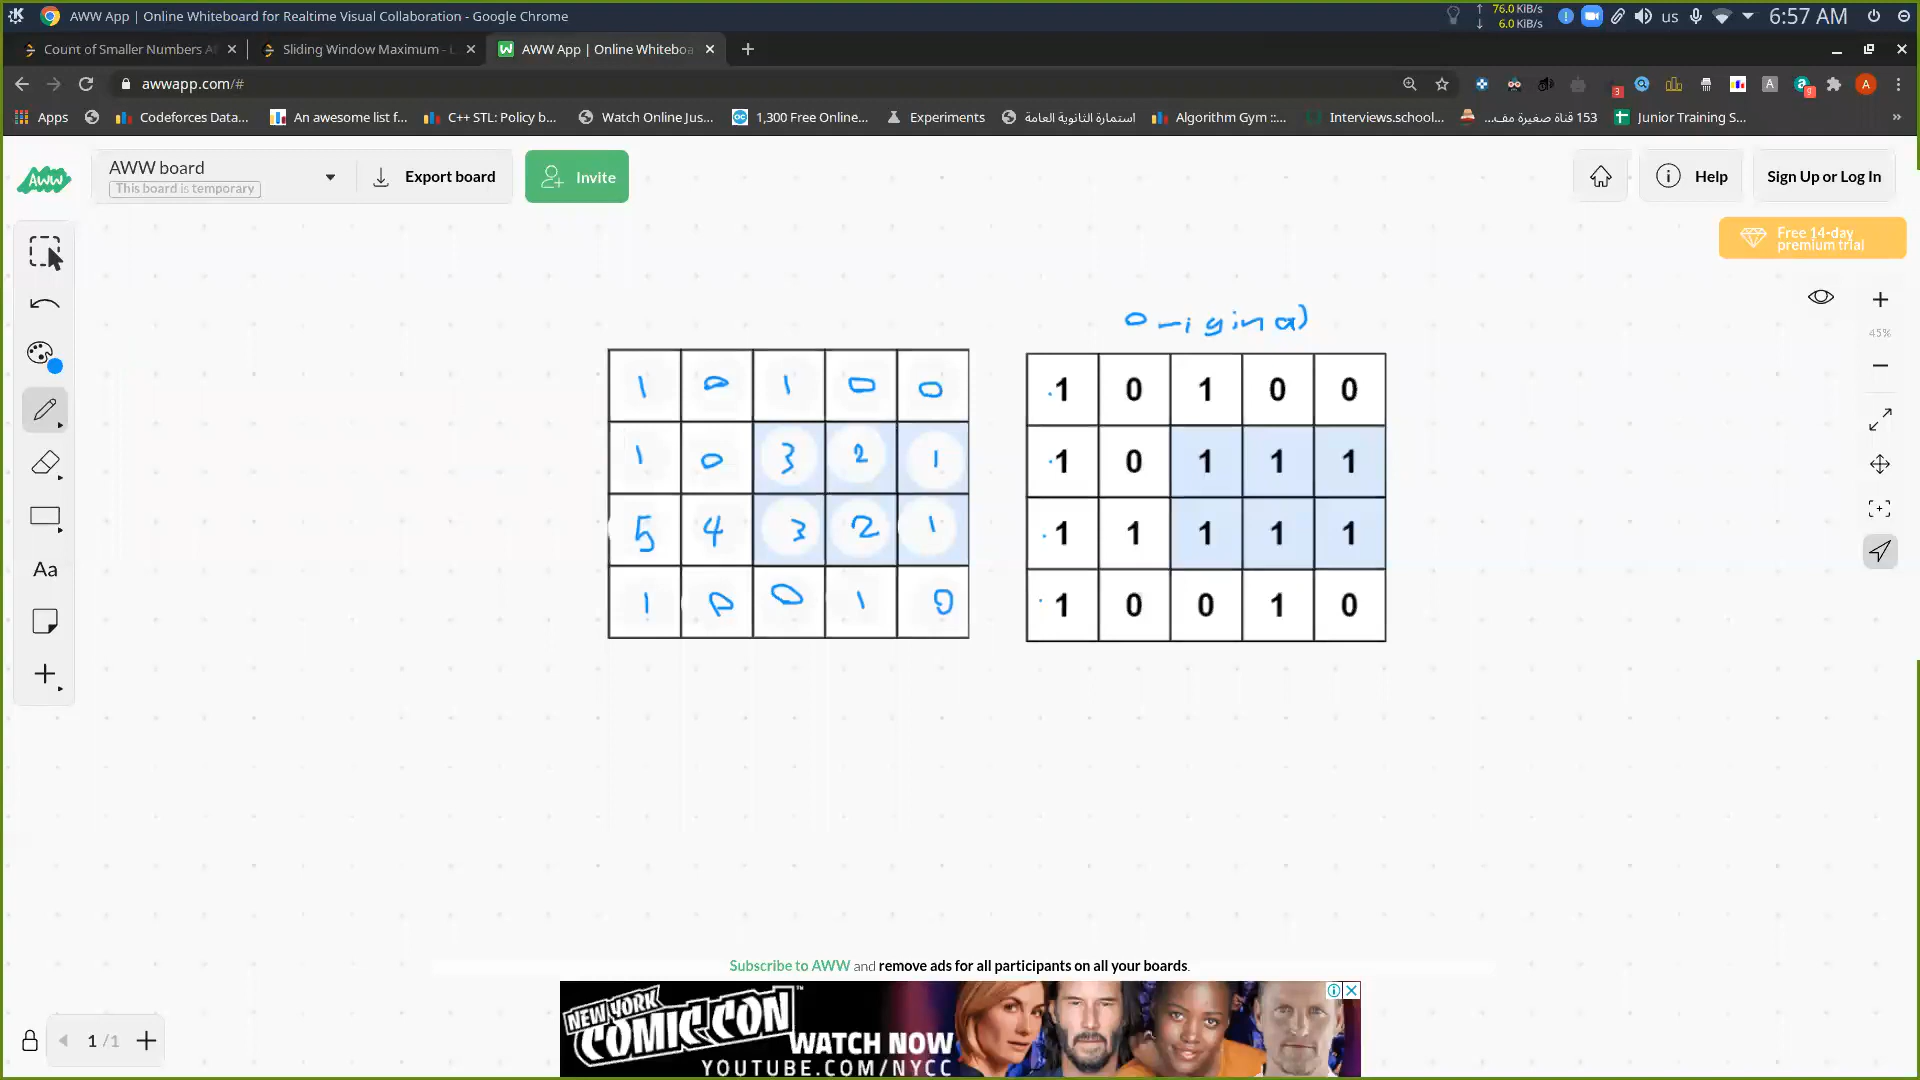 AWW App | Online Whiteboard for Realtime Visual Collaboration - Google Chrome
76.0 KiB/s
6.0 KiB/s
us
6:57 AM
Count of Smaller Numbers A
Sliding Window Maximum - L
AWW App | Online Whiteboa
awwapp.com/#
3
9
A
A
Apps
Codeforces Data...
An awesome list f...
C++ STL: Policy b...
Watch Online Jus...
1,300 Free Online...
Experiments
استمارة الثانوية العامة
Algorithm Gym ::...
Interviews.school...
153 قناة صغيرة مف...
Junior Training S...
»
AWW
AWW board
This board is temporary
Export board
Invite
Help
Sign Up or Log In
Free 14-day
premium trial
45%
Aa
original
1 0 1 0 0
1 0 3 2 1
5 4 3 2 1
1 0 0 1 0
1 0 1 0 0
1 0 1 1 1
1 1 1 1 1
1 0 0 1 0
Subscribe to AWW and remove ads for all participants on all your boards.
NEW YORK
COMIC CON
WATCH NOW
YOUTUBE.COM/NYCC
1 /1